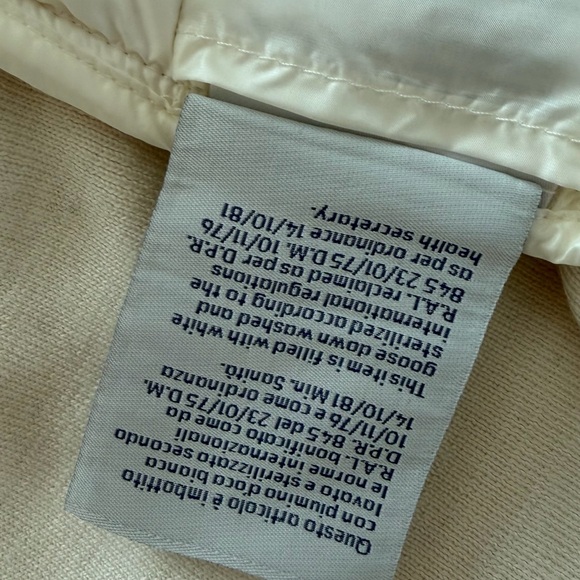 Questo articolo è imbottito
con piumino d'oca bianca
lavato e sterilizzato secondo
le norme internazionali
R.A.L. bonificato come da
D.P.R. 845 del 23/01/75 D.M.
10/11/76 e come ordinanza
14/10/81 Min. Sanità.
This item is filled with white
goose down washed and
sterilized according to the
international regulations
R.A.L. reclaimed as per D.P.R.
845 23/01/75 D.M. 10/11/76
as per ordinance 14/10/81
health secretary.